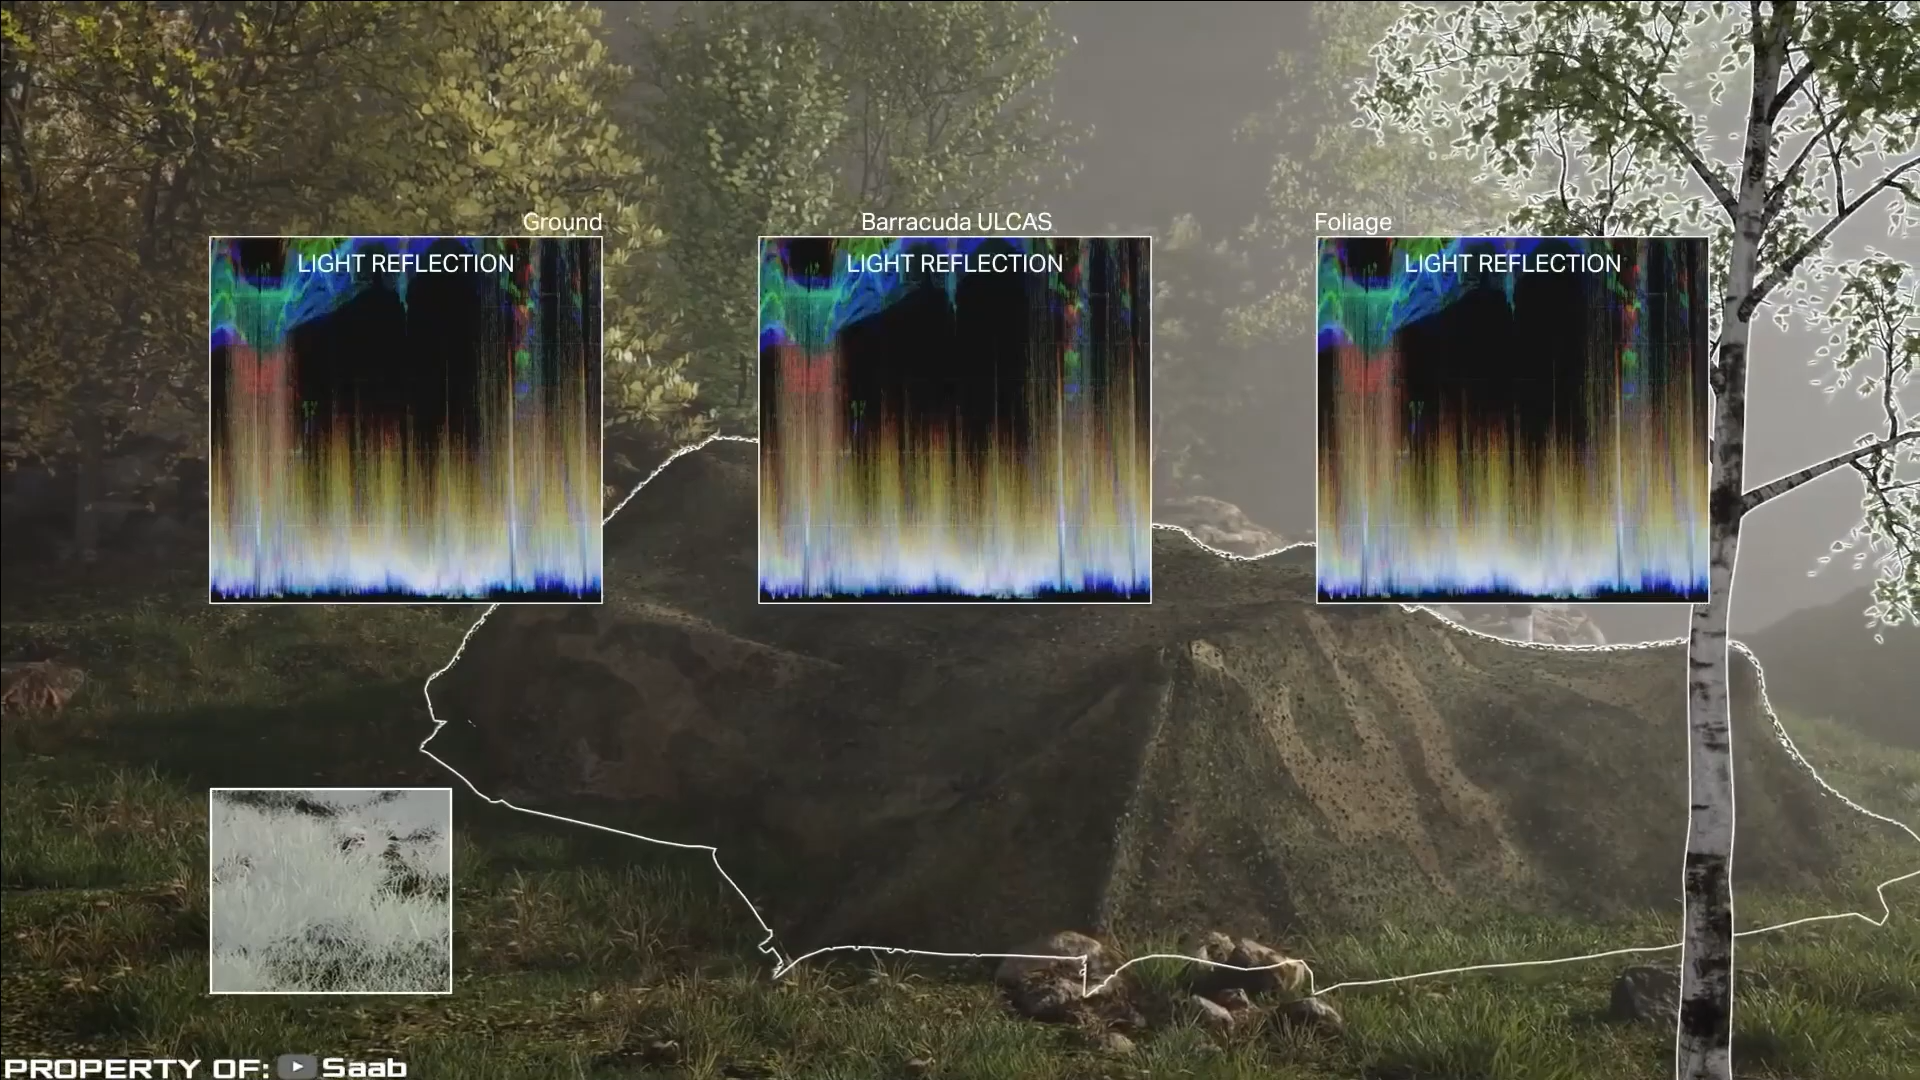 Ground
Barracuda ULCAS
Foliage
LIGHT REFLECTION
LIGHT REFLECTION
LIGHT REFLECTION
PROPERTY OF: Saab